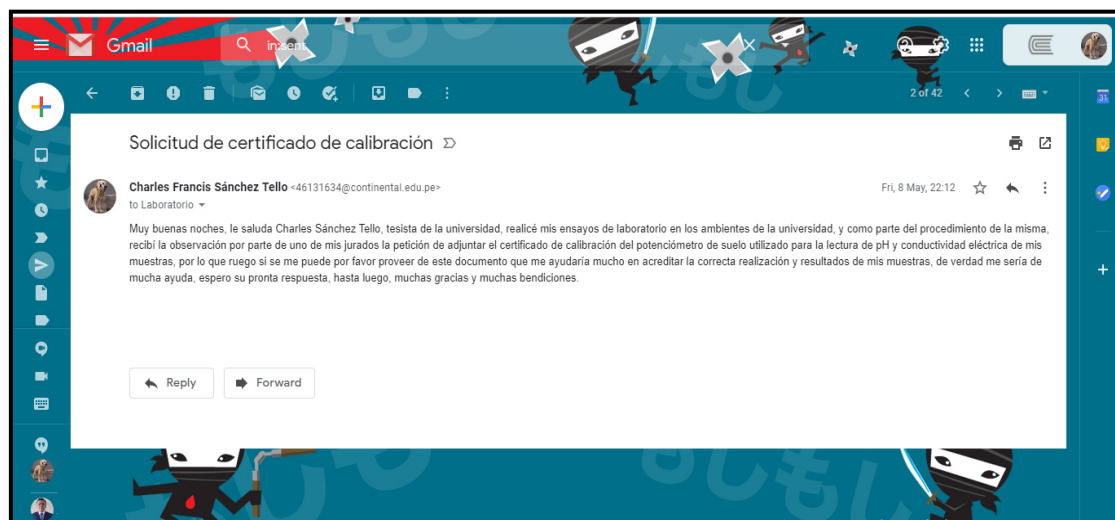 Gmail
in:sent
2 of 42
31
Solicitud de certificado de calibración
Charles Francis Sánchez Tello <46131634@continental.edu.pe>
Fri, 8 May, 22:12
to Laboratorio
Muy buenas noches, le saluda Charles Sánchez Tello, tesista de la universidad, realicé mis ensayos de laboratorio en los ambientes de la universidad, y como parte del procedimiento de la misma,
recibí la observación por parte de uno de mis jurados la petición de adjuntar el certificado de calibración del potenciómetro de suelo utilizado para la lectura de pH y conductividad eléctrica de mis
muestras, por lo que ruego si se me puede por favor proveer de este documento que me ayudaría mucho en acreditar la correcta realización y resultados de mis muestras, de verdad me sería de
mucha ayuda, espero su pronta respuesta, hasta luego, muchas gracias y muchas bendiciones.
Reply
Forward